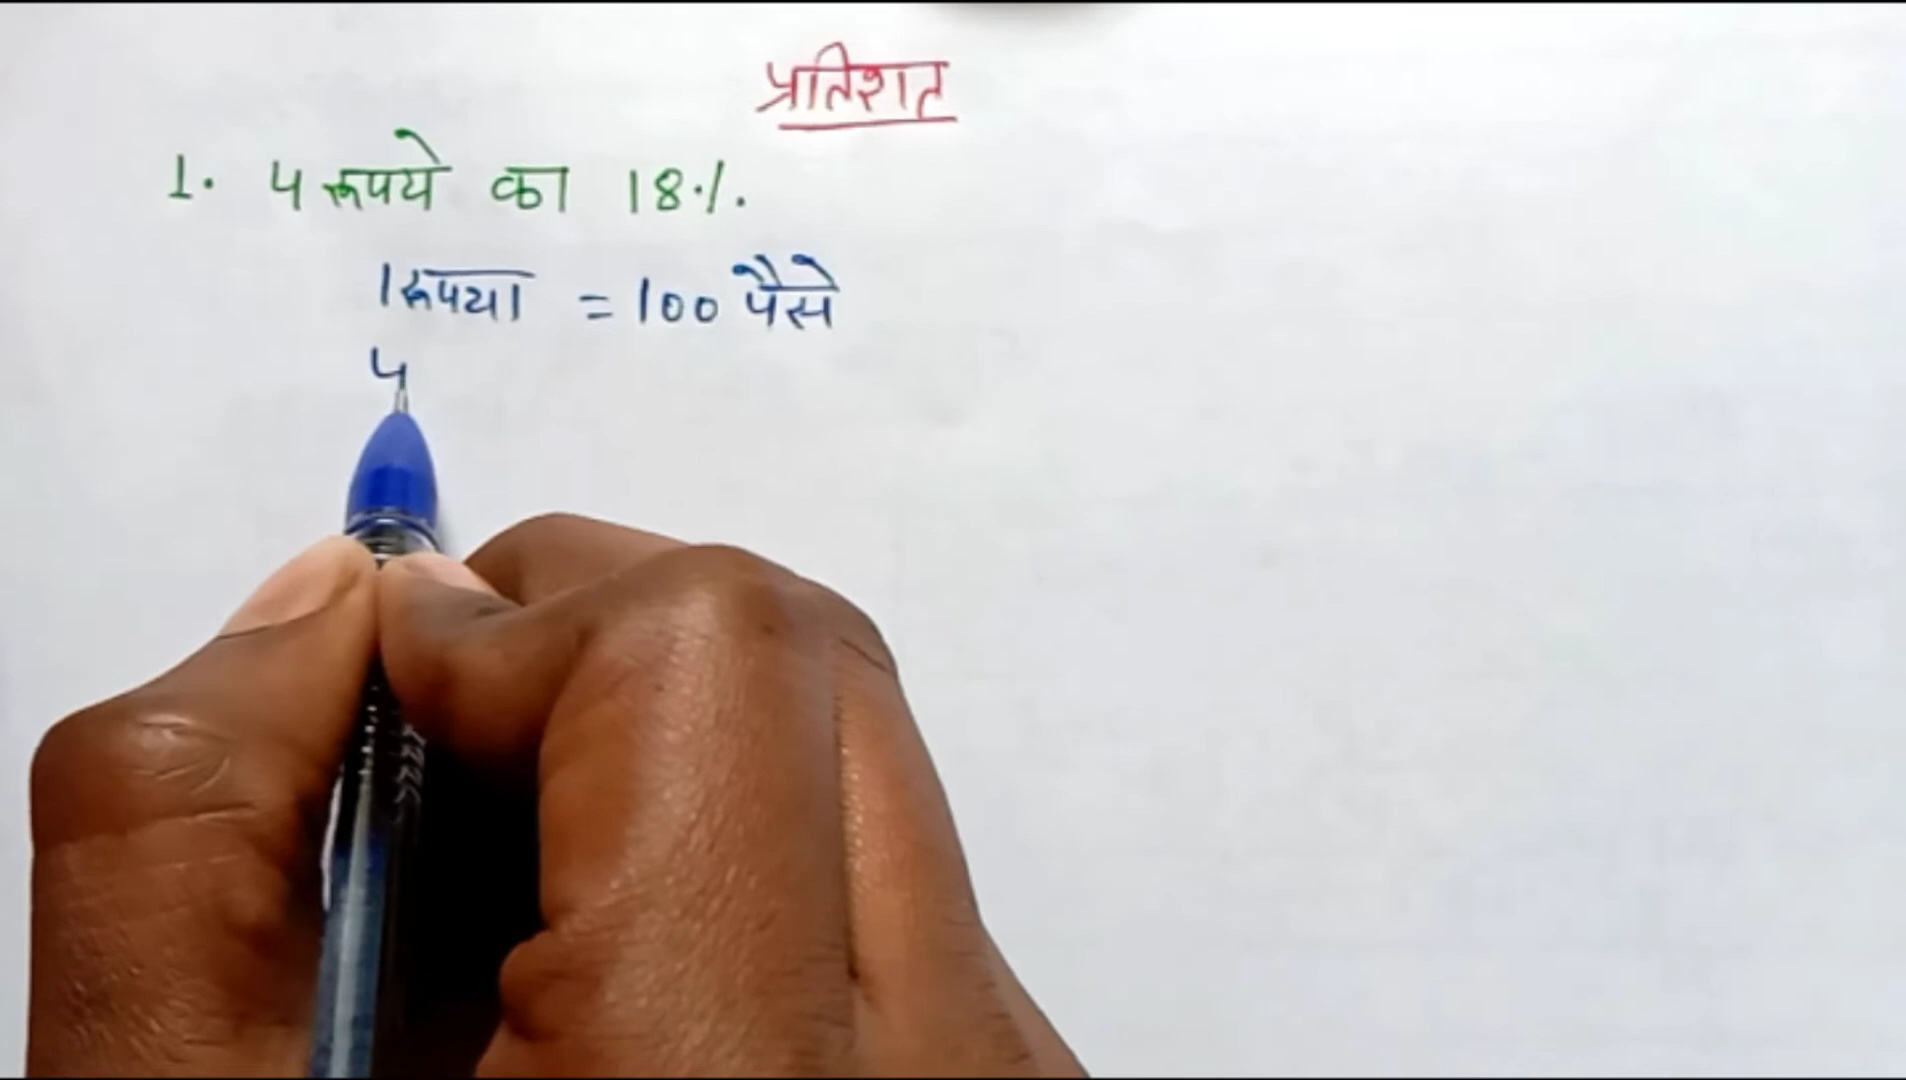 प्रतिशत
1. 4 रूपये का 18%.
1 रूपया = 100 पैसे
4